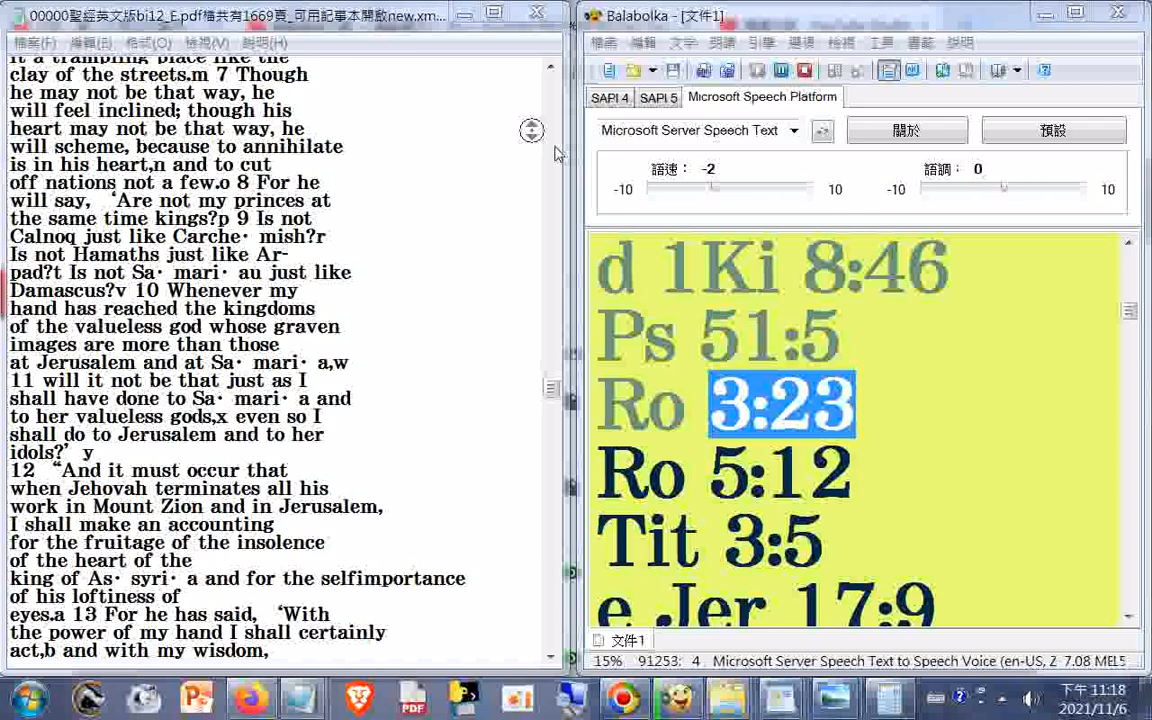 00000聖經英文版bi12_E.pdf檔共有1669頁_可用記事本開啟new.xm...
檔案(F) 編輯(E) 格式(O) 檢視(V) 說明(H)
it a trampling place like the
clay of the streets.m 7 Though
he may not be that way, he
will feel inclined; though his
heart may not be that way, he
will scheme, because to annihilate
is in his heart,n and to cut
off nations not a few.o 8 For he
will say, ‘Are not my princes at
the same time kings?p 9 Is not
Calnoq just like Carche· mish?r
Is not Hamaths just like Ar-
pad?t Is not Sa· mari· au just like
Damascus?v 10 Whenever my
hand has reached the kingdoms
of the valueless god whose graven
images are more than those
at Jerusalem and at Sa· mari· a,w
11 will it not be that just as I
shall have done to Sa· mari· a and
to her valueless gods,x even so I
shall do to Jerusalem and to her
idols?’ y
12 “And it must occur that
when Jehovah terminates all his
work in Mount Zion and in Jerusalem,
I shall make an accounting
for the fruitage of the insolence
of the heart of the
king of As· syri· a and for the selfimportance
of his loftiness of
eyes.a 13 For he has said, ‘With
the power of my hand I shall certainly
act,b and with my wisdom,
Balabolka - [文件1]
檔案 編輯 文字 朗讀 引擎 選項 檢視 工具 書籤 說明
SAPI 4 SAPI 5 Microsoft Speech Platform
Microsoft Server Speech Text 關於 預設
語速： -2 語調： 0
-10 10 -10 10
d 1Ki 8:46
Ps 51:5
Ro 3:23
Ro 5:12
Tit 3:5
e Jer 17:9
文件1
15% 91253: 4 Microsoft Server Speech Text to Speech Voice (en-US, Z 7.08 MB
PDF
下午 11:18
2021/11/6